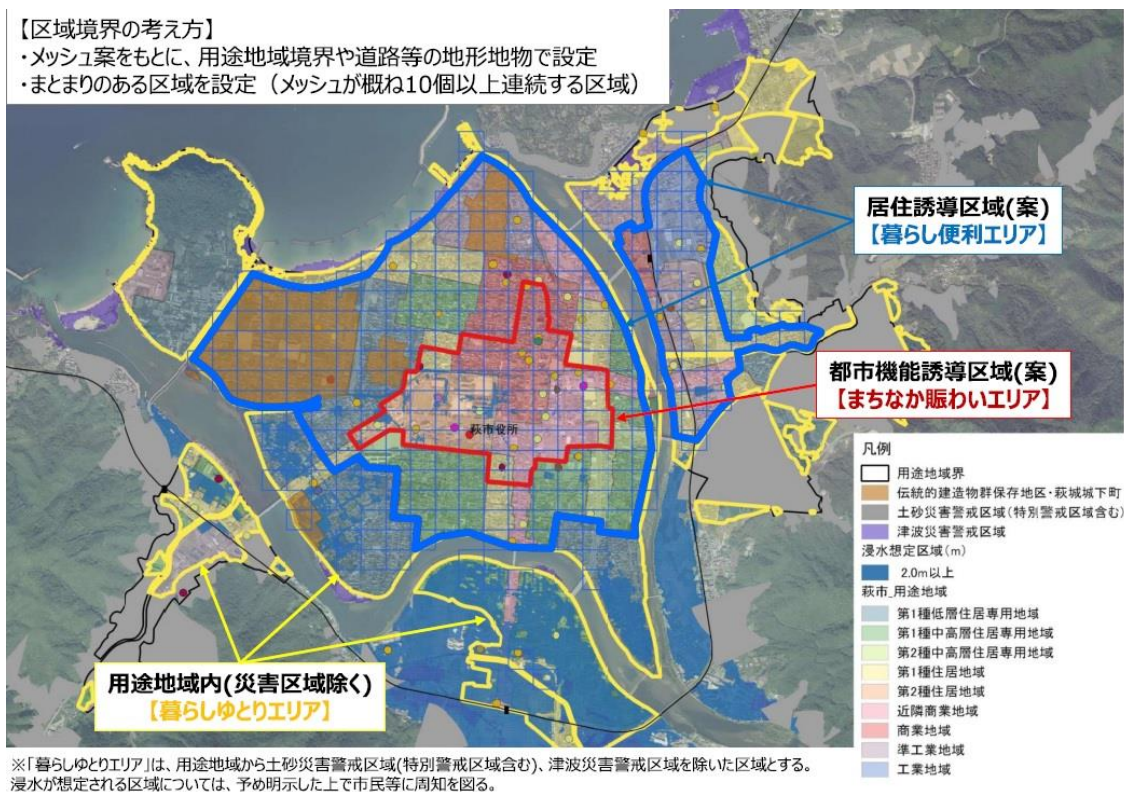 【区域境界の考え方】
・メッシュ案をもとに、用途地域境界や道路等の地形地物で設定
・まとまりのある区域を設定（メッシュが概ね10個以上連続する区域）
居住誘導区域(案)
【暮らし便利エリア】
都市機能誘導区域(案)
【まちなか賑わいエリア】
萩市役所
用途地域内(災害区域除く)
【暮らしゆとりエリア】
凡例
用途地域界
伝統的建造物群保存地区・萩城城下町
土砂災害警戒区域(特別警戒区域含む)
津波災害警戒区域
浸水想定区域(m)
2.0m以上
萩市_用途地域
第1種低層住居専用地域
第1種中高層住居専用地域
第2種中高層住居専用地域
第1種住居地域
第2種住居地域
近隣商業地域
商業地域
準工業地域
工業地域
※「暮らしゆとりエリア」は、用途地域から土砂災害警戒区域(特別警戒区域含む)、津波災害警戒区域を除いた区域とする。
浸水が想定される区域については、予め明示した上で市民等に周知を図る。